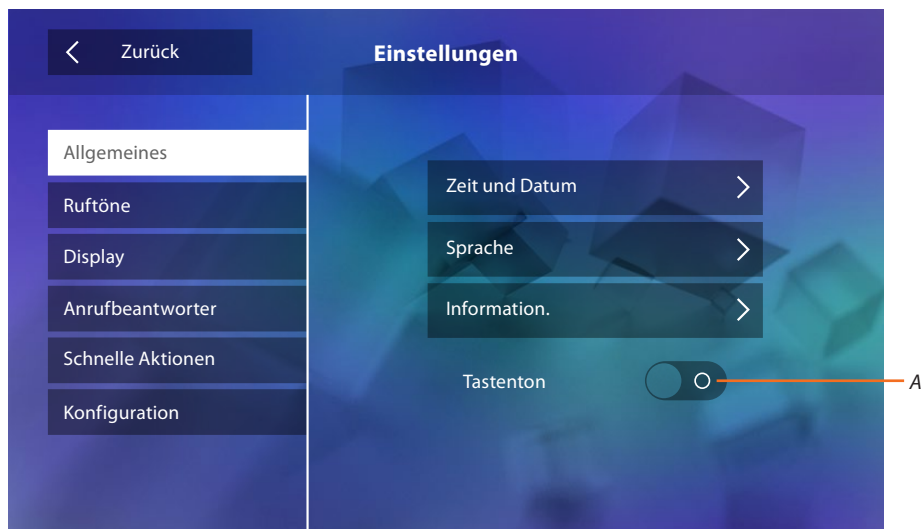 Zurück
Einstellungen
Allgemeines
Ruftöne
Display
Anrufbeantworter
Schnelle Aktionen
Konfiguration
Zeit und Datum
Sprache
Information.
Tastenton
A